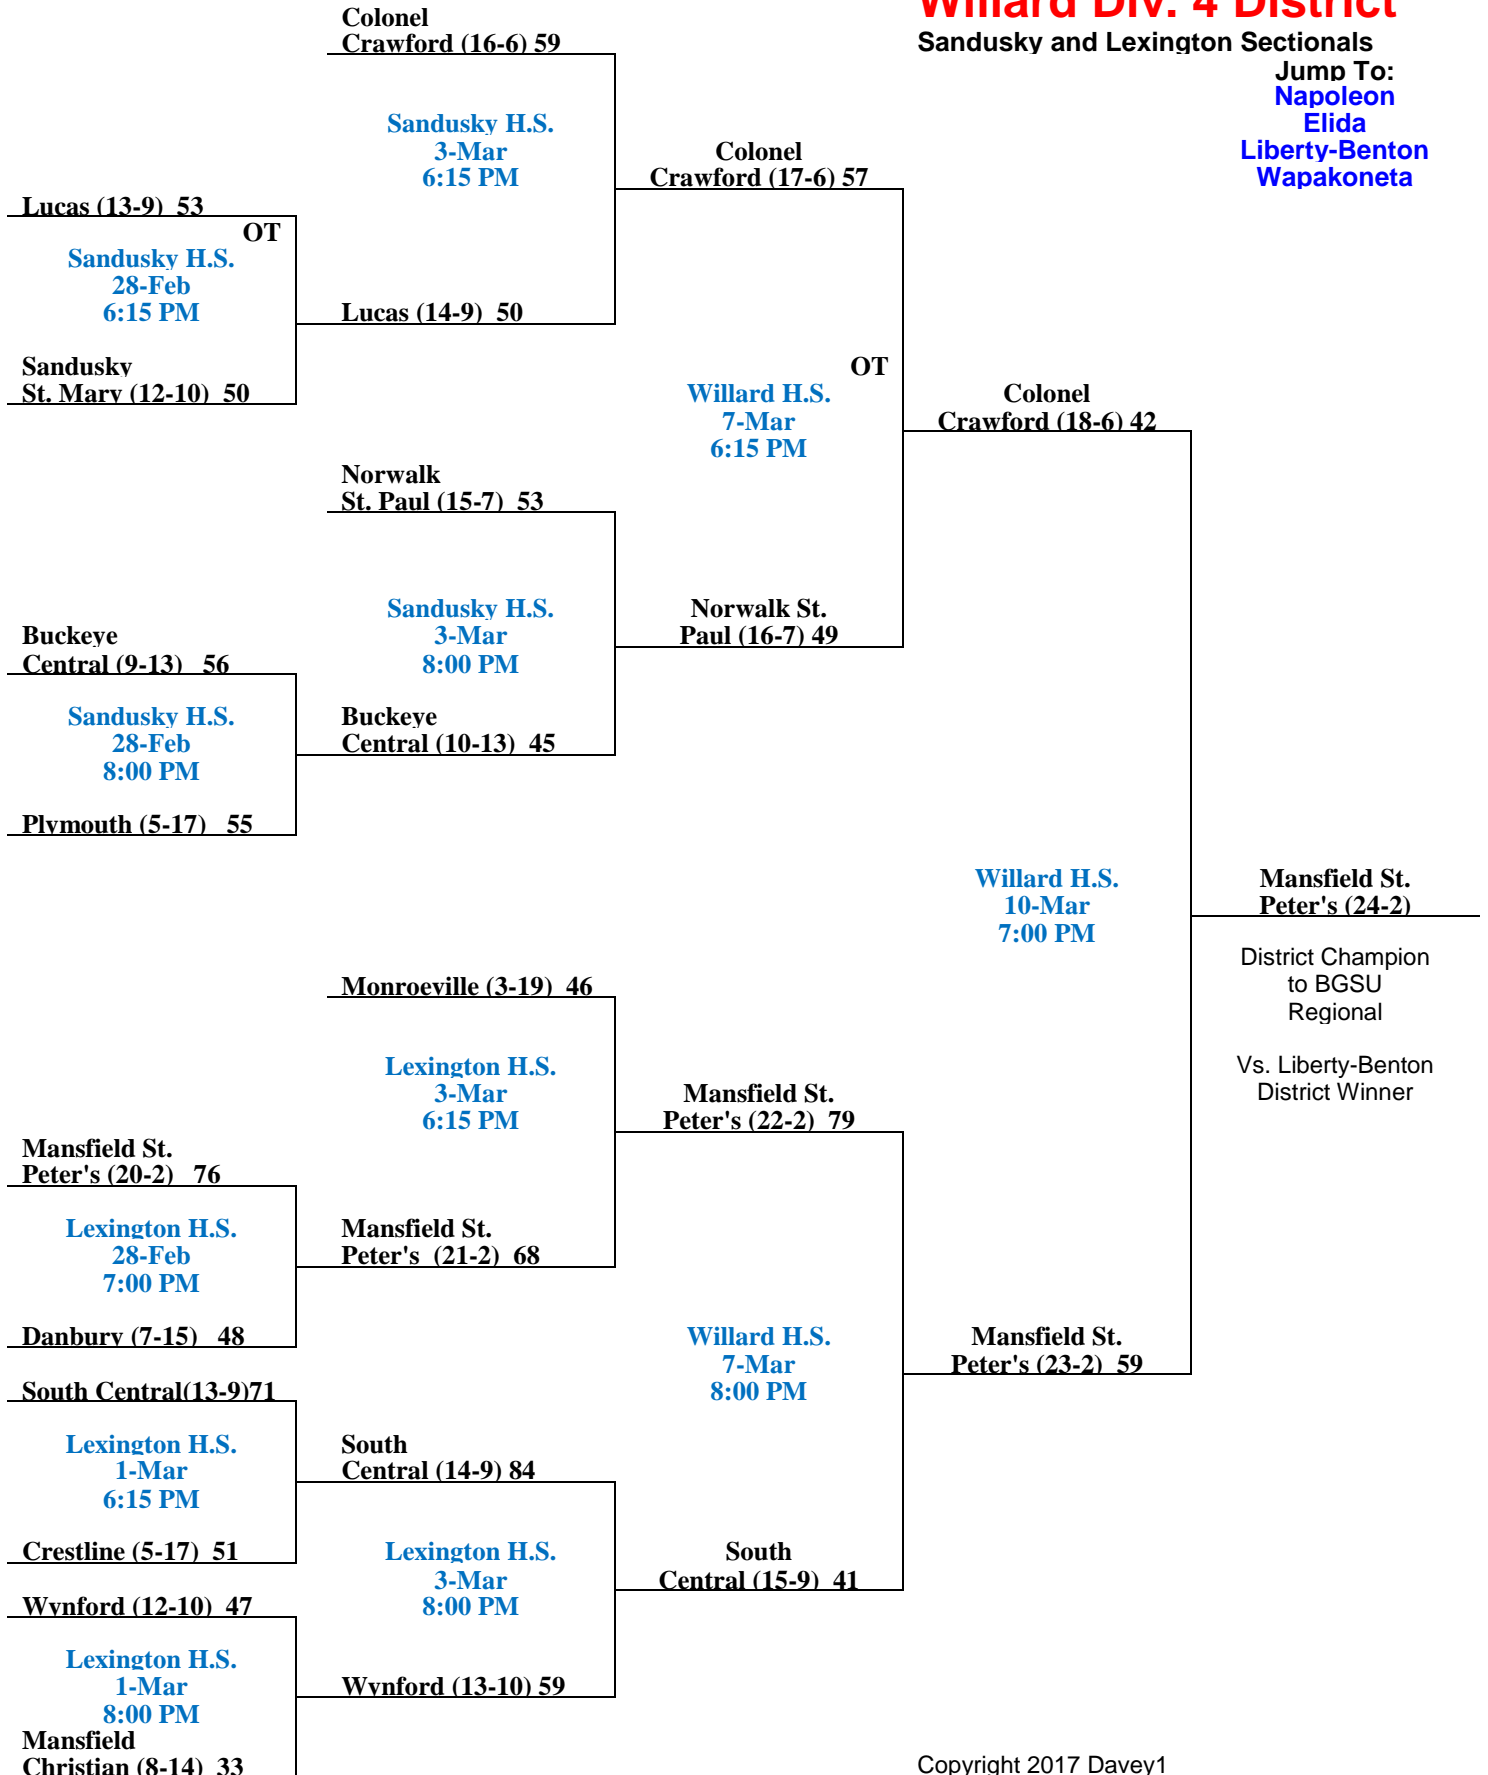 Willard Div. 4 District
Sandusky and Lexington Sectionals
Jump To:
Napoleon
Elida
Liberty-Benton
Wapakoneta
Colonel
Crawford (16-6) 59
Sandusky H.S.
3-Mar
6:15 PM
Colonel
Crawford (17-6) 57
Lucas (13-9)  53
OT
Sandusky H.S.
28-Feb
6:15 PM
Lucas (14-9)  50
Sandusky
St. Mary (12-10)  50
OT
Willard H.S.
7-Mar
6:15 PM
Colonel
Crawford (18-6) 42
Norwalk
St. Paul (15-7)  53
Sandusky H.S.
3-Mar
8:00 PM
Norwalk St.
Paul (16-7) 49
Buckeye
Central (9-13)   56
Sandusky H.S.
28-Feb
8:00 PM
Buckeye
Central (10-13)  45
Plymouth (5-17)   55
Willard H.S.
10-Mar
7:00 PM
Mansfield St.
Peter's (24-2)
District Champion
to BGSU
Regional
Vs. Liberty-Benton
District Winner
Monroeville (3-19)  46
Lexington H.S.
3-Mar
6:15 PM
Mansfield St.
Peter's (22-2)  79
Mansfield St.
Peter's (20-2)   76
Lexington H.S.
28-Feb
7:00 PM
Mansfield St.
Peter's  (21-2)  68
Danbury (7-15)   48
Willard H.S.
7-Mar
8:00 PM
Mansfield St.
Peter's (23-2)  59
South Central(13-9)71
Lexington H.S.
1-Mar
6:15 PM
South
Central (14-9) 84
Crestline (5-17)  51
Lexington H.S.
3-Mar
8:00 PM
South
Central (15-9)  41
Wynford (12-10)  47
Lexington H.S.
1-Mar
8:00 PM
Wynford (13-10) 59
Mansfield
Christian (8-14)  33
Copyright 2017 Davey1